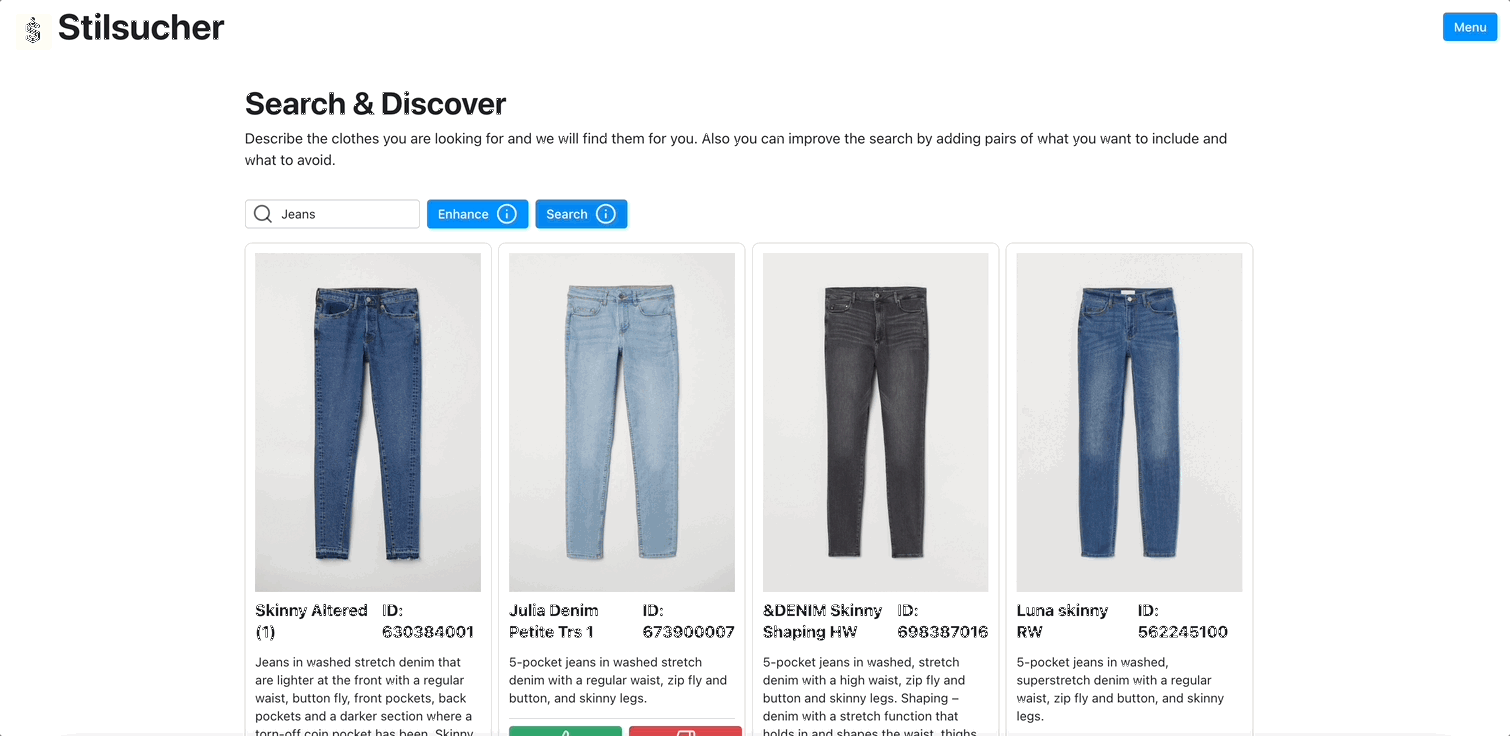 Stilsucher
Menu
Search & Discover
Describe the clothes you are looking for and we will find them for you. Also you can improve the search by adding pairs of what you want to include and
what to avoid.
Jeans
Enhance
Search
Skinny Altered
(1)
ID:
630384001
Jeans in washed stretch denim that
are lighter at the front with a regular
waist, button fly, front pockets, back
pockets and a darker section where a
torn-off coin pocket has been. Skinny
Julia Denim
Petite Trs 1
ID:
673900007
5-pocket jeans in washed stretch
denim with a regular waist, zip fly and
button, and skinny legs.
&DENIM Skinny
Shaping HW
ID:
698387016
5-pocket jeans in washed, stretch
denim with a high waist, zip fly and
button and skinny legs. Shaping –
denim with a stretch function that
holds in and shapes the waist, thighs
Luna skinny
RW
ID:
562245100
5-pocket jeans in washed,
superstretch denim with a regular
waist, zip fly and button, and skinny
legs.